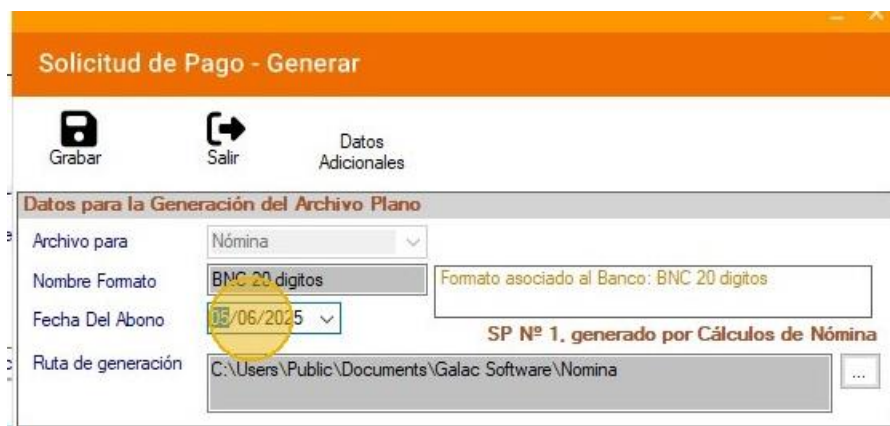 Solicitud de Pago - Generar
Grabar
Salir
Datos
Adicionales
Datos para la Generación del Archivo Plano
Archivo para
Nómina
Nombre Formato
BNC 20 digitos
Formato asociado al Banco: BNC 20 digitos
Fecha Del Abono
05/06/2025
SP Nº 1, generado por Cálculos de Nómina
Ruta de generación
C:\Users\Public\Documents\Galac Software\Nomina
...